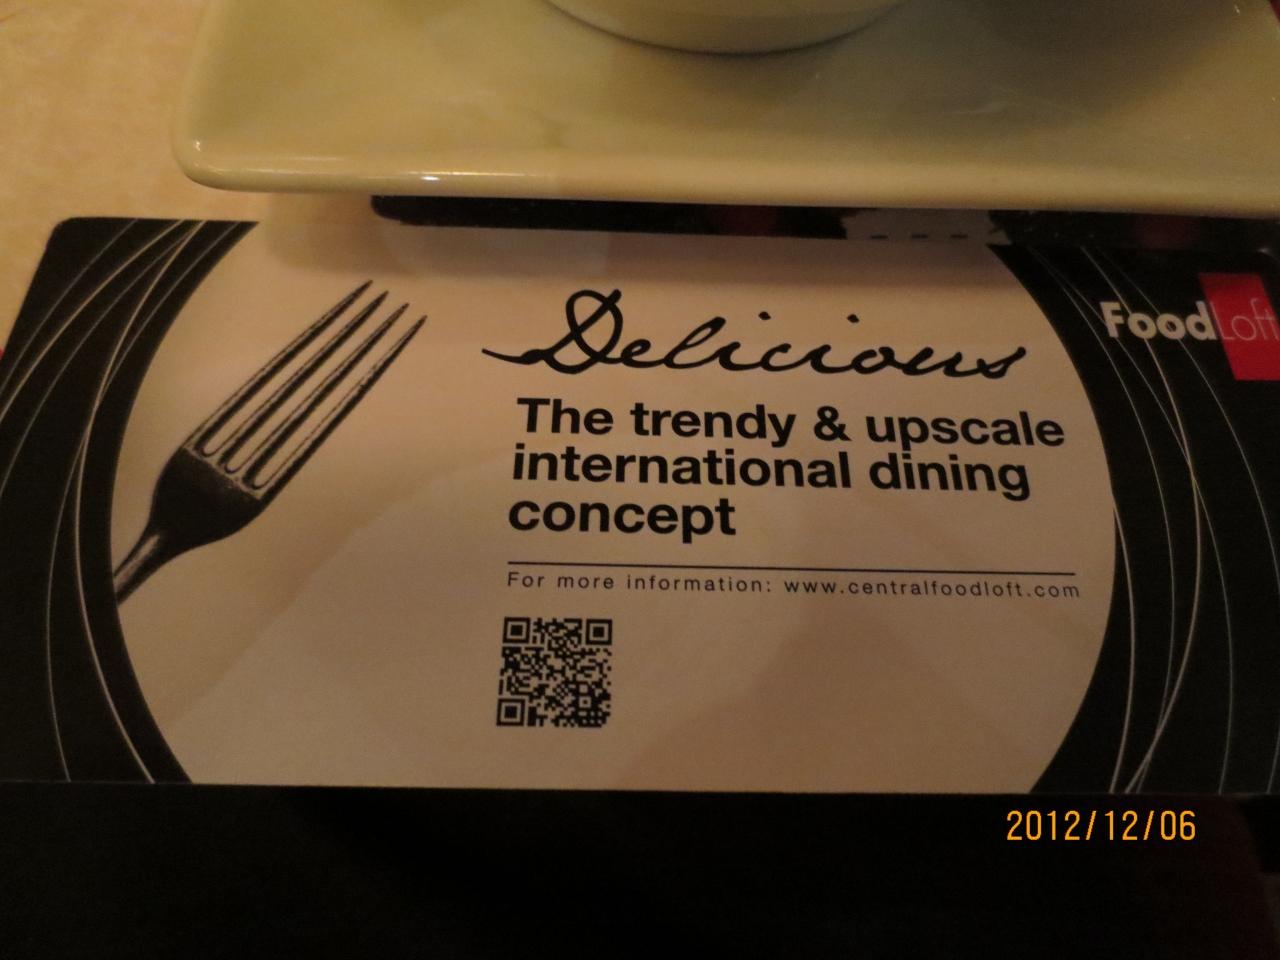 Delicious
FoodLoft
The trendy & upscale
international dining
concept
For more information: www.centralfoodloft.com
2012/12/06